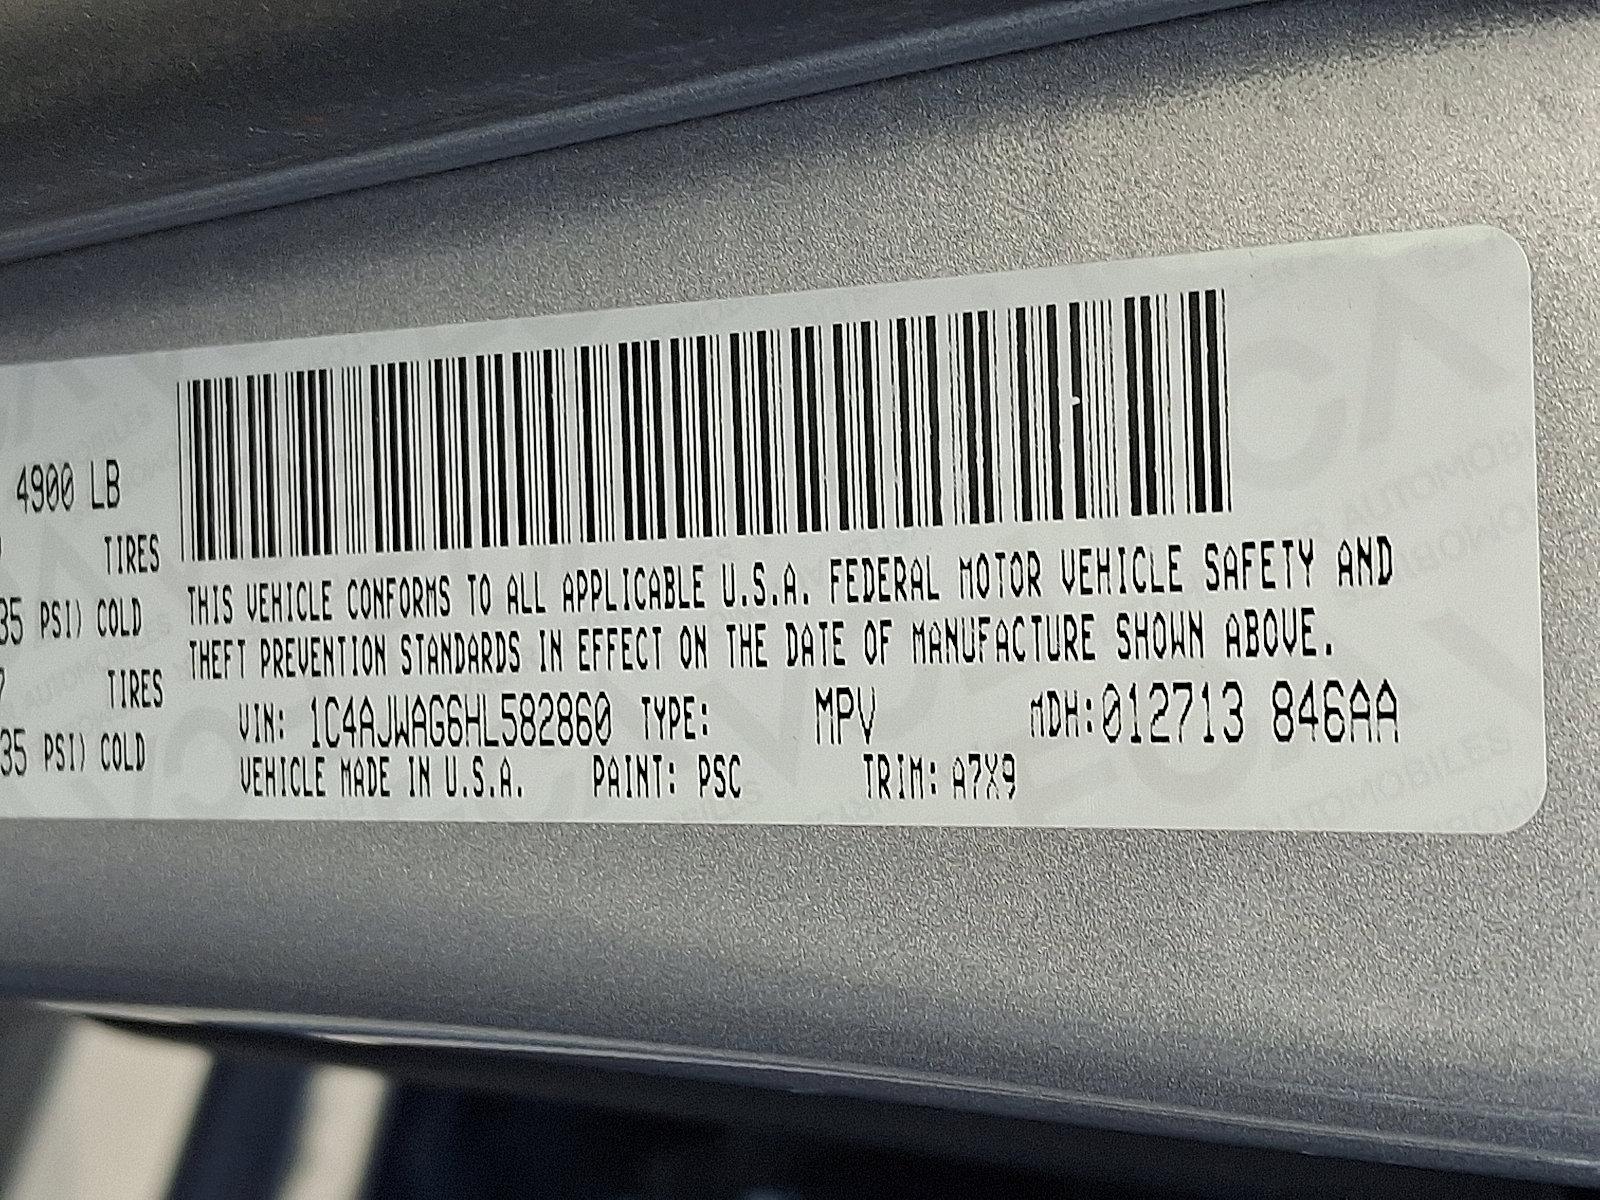 4900 LB
TIRES
35 PSI) COLD
7 TIRES
35 PSI) COLD
THIS VEHICLE CONFORMS TO ALL APPLICABLE U.S.A. FEDERAL MOTOR VEHICLE SAFETY AND
THEFT PREVENTION STANDARDS IN EFFECT ON THE DATE OF MANUFACTURE SHOWN ABOVE.
VIN: 1C4AJWAG6HL582860 TYPE: MPV MDH:012713 846AA
VEHICLE MADE IN U.S.A. PAINT: PSC TRIM: A7X9